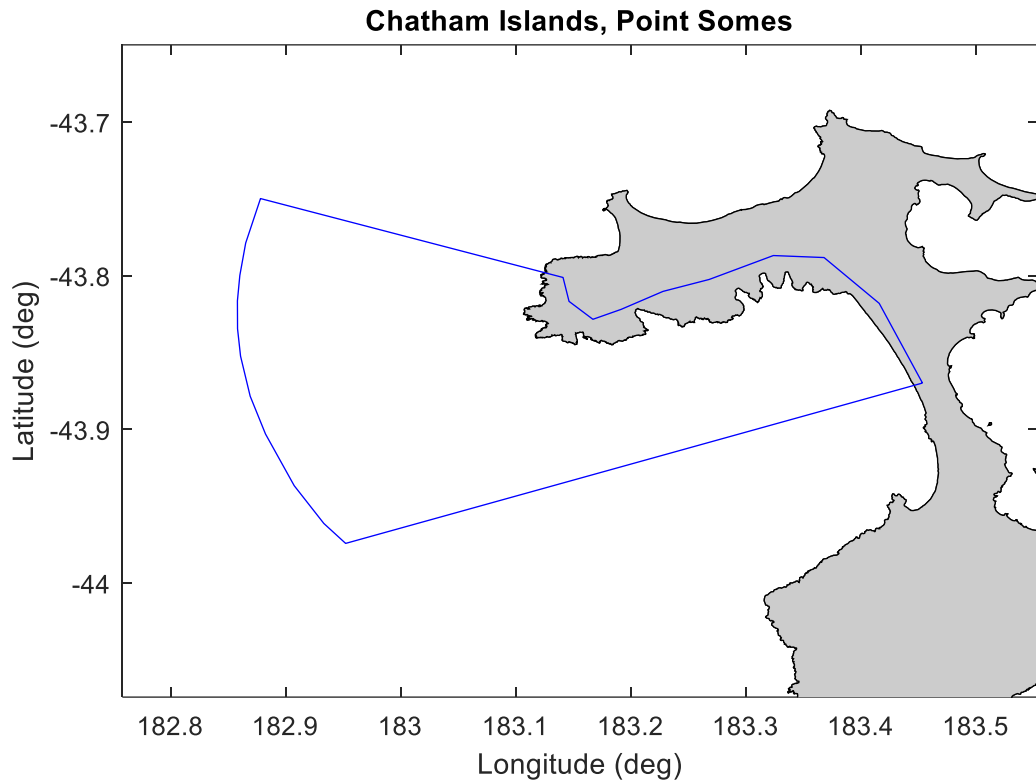 Chatham Islands, Point Somes
-43.7
-43.8
-43.9
-44
Latitude (deg)
182.8 182.9 183 183.1 183.2 183.3 183.4 183.5
Longitude (deg)